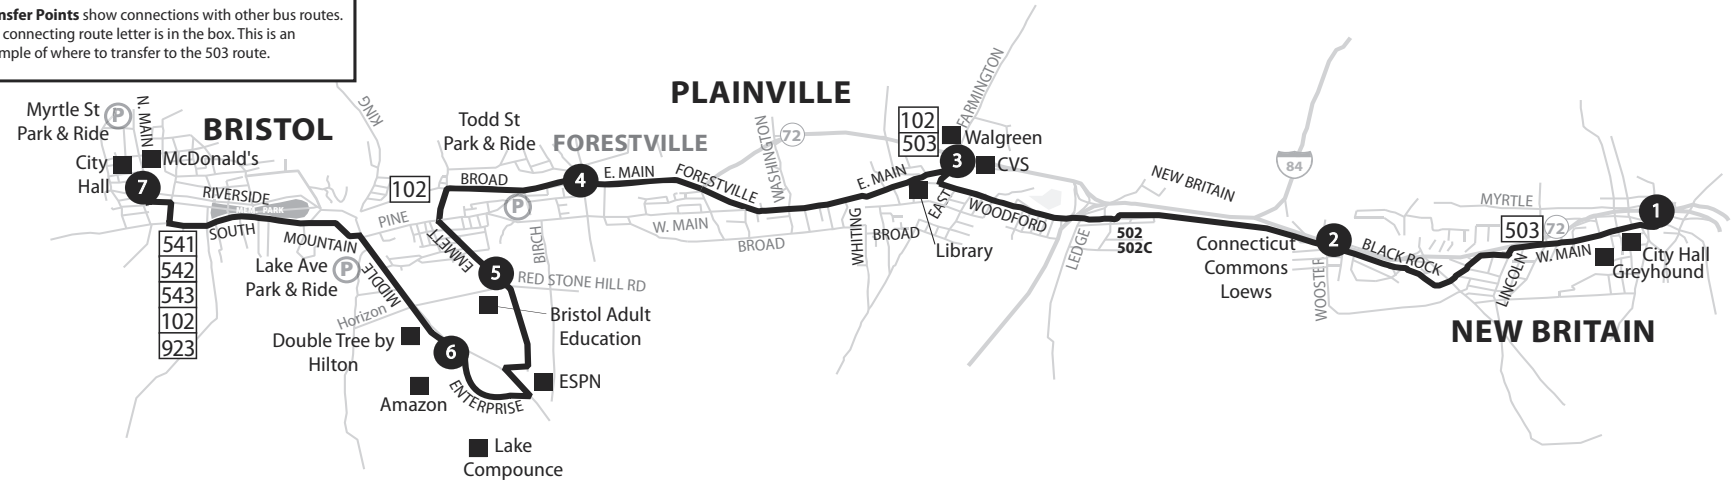 nsfer Points show connections with other bus routes.
connecting route letter is in the box. This is an
mple of where to transfer to the 503 route.
Myrtle St
Park & Ride
P
N. MAIN
BRISTOL
KING
City
Hall
McDonald's
7
RIVERSIDE
MEM. PARK
SOUTH
MOUNTAIN
541
542
543
102
923
Lake Ave
Park & Ride
P
MIDDLE
PINE
102
Todd St
Park & Ride
BROAD
P
FORESTVILLE
4
E. MAIN
FORESTVILLE
EMMETT
BIRCH
5
RED STONE HILL RD
Horizon
Bristol Adult
Education
Double Tree by
Hilton
6
Amazon
ENTERPRISE
ESPN
Lake
Compounce
PLAINVILLE
WASHINGTON
72
W. MAIN
BROAD
E. MAIN
WHITING
BROAD
102
503
FARMINGTON
Walgreen
3
CVS
EAST
Library
WOODFORD
LEDGE
NEW BRITAIN
502
502C
84
Connecticut
Commons
Loews
2
WOOSTER
BLACK ROCK
MYRTLE
503
72
LINCOLN
W. MAIN
1
City Hall
Greyhound
NEW BRITAIN